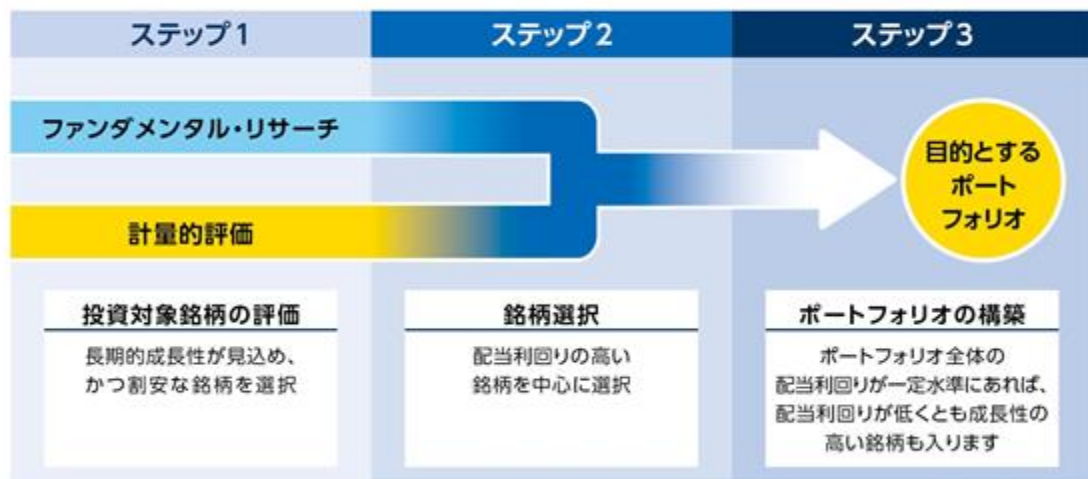 ステップ1
ステップ2
ステップ3
ファンダメンタル・リサーチ
計量的評価
目的とする
ポート
フォリオ
投資対象銘柄の評価
長期的成長性が見込め、
かつ割安な銘柄を選択
銘柄選択
配当利回りの高い
銘柄を中心に選択
ポートフォリオの構築
ポートフォリオ全体の
配当利回りが一定水準にあれば、
配当利回りが低くとも成長性の
高い銘柄も入ります